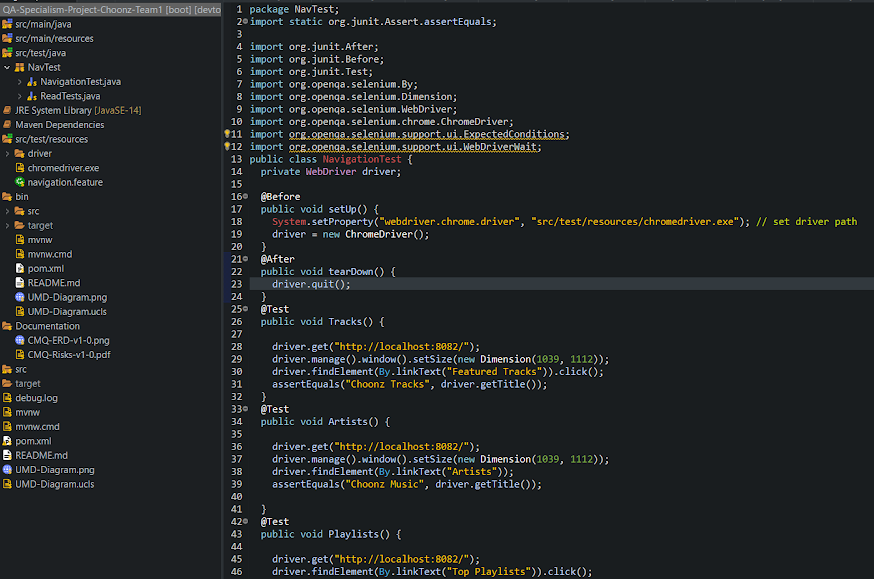 QA-Specialism-Project-Choonz-Team1 [boot] [devto
src/main/java
src/main/resources
src/test/java
NavTest
NavigationTest.java
ReadTests.java
JRE System Library [JavaSE-14]
Maven Dependencies
src/test/resources
driver
chromedriver.exe
navigation.feature
bin
src
target
mvnw
mvnw.cmd
pom.xml
README.md
UMD-Diagram.png
UMD-Diagram.ucls
Documentation
CMQ-ERD-v1-0.png
CMQ-Risks-v1-0.pdf
src
target
debug.log
mvnw
mvnw.cmd
pom.xml
README.md
UMD-Diagram.png
UMD-Diagram.ucls
1 package NavTest;
2 import static org.junit.Assert.assertEquals;
3
4 import org.junit.After;
5 import org.junit.Before;
6 import org.junit.Test;
7 import org.openqa.selenium.By;
8 import org.openqa.selenium.Dimension;
9 import org.openqa.selenium.WebDriver;
10 import org.openqa.selenium.chrome.ChromeDriver;
11 import org.openqa.selenium.support.ui.ExpectedConditions;
12 import org.openqa.selenium.support.ui.WebDriverWait;
13 public class NavigationTest {
14 private WebDriver driver;
15
16 @Before
17 public void setUp() {
18 System.setProperty("webdriver.chrome.driver", "src/test/resources/chromedriver.exe"); // set driver path
19 driver = new ChromeDriver();
20 }
21 @After
22 public void tearDown() {
23 driver.quit();
24 }
25 @Test
26 public void Tracks() {
27
28 driver.get("http://localhost:8082/");
29 driver.manage().window().setSize(new Dimension(1039, 1112));
30 driver.findElement(By.linkText("Featured Tracks")).click();
31 assertEquals("Choonz Tracks", driver.getTitle());
32 }
33 @Test
34 public void Artists() {
35
36 driver.get("http://localhost:8082/");
37 driver.manage().window().setSize(new Dimension(1039, 1112));
38 driver.findElement(By.linkText("Artists"));
39 assertEquals("Choonz Music", driver.getTitle());
40
41 }
42 @Test
43 public void Playlists() {
44
45 driver.get("http://localhost:8082/");
46 driver.findElement(By.linkText("Top Playlists")).click();